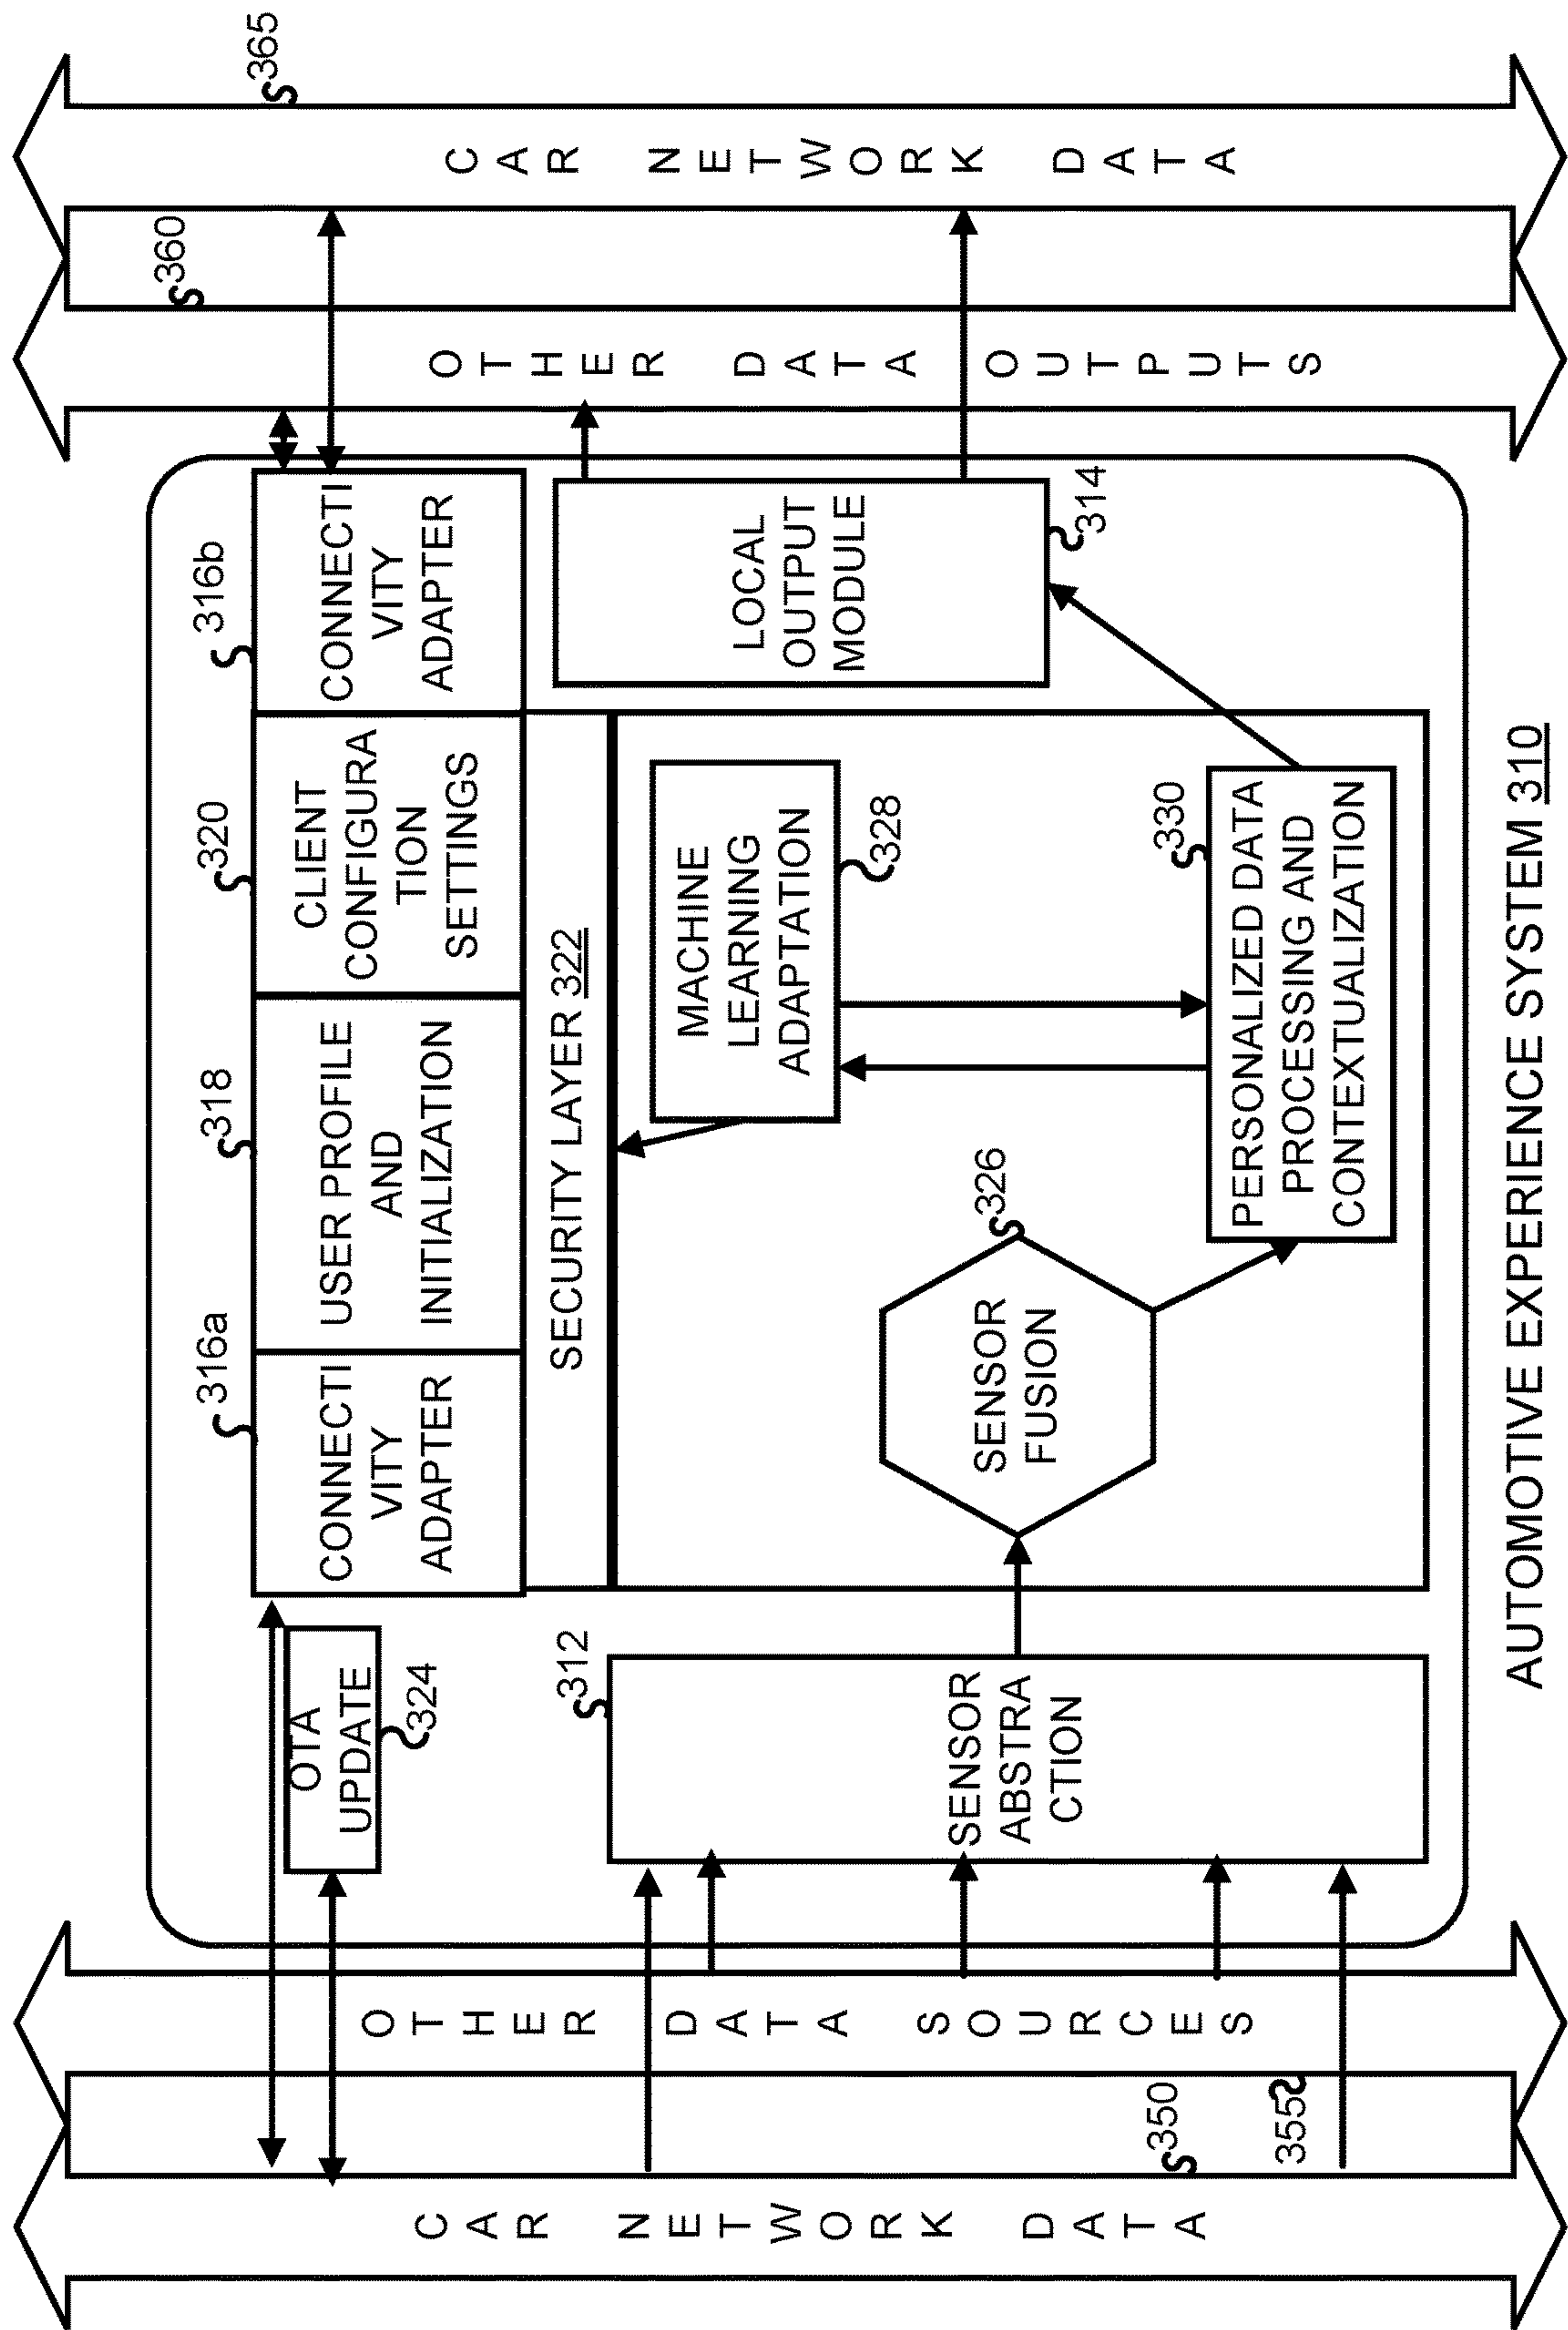 CAR NETWORK DATA
350
OTHER DATA SOURCES
355
OTA
UPDATE
324
316a
CONNECTI
VITY
ADAPTER
318
USER PROFILE
AND
INITIALIZATION
320
CLIENT
CONFIGURA
TION
SETTINGS
316b
CONNECTI
VITY
ADAPTER
SECURITY LAYER 322
312
SENSOR
ABSTRA
CTION
326
SENSOR
FUSION
MACHINE
LEARNING
ADAPTATION
328
330
PERSONALIZED DATA
PROCESSING AND
CONTEXTUALIZATION
LOCAL
OUTPUT
MODULE
314
360
OTHER DATA OUTPUTS
365
CAR NETWORK DATA
AUTOMOTIVE EXPERIENCE SYSTEM 310